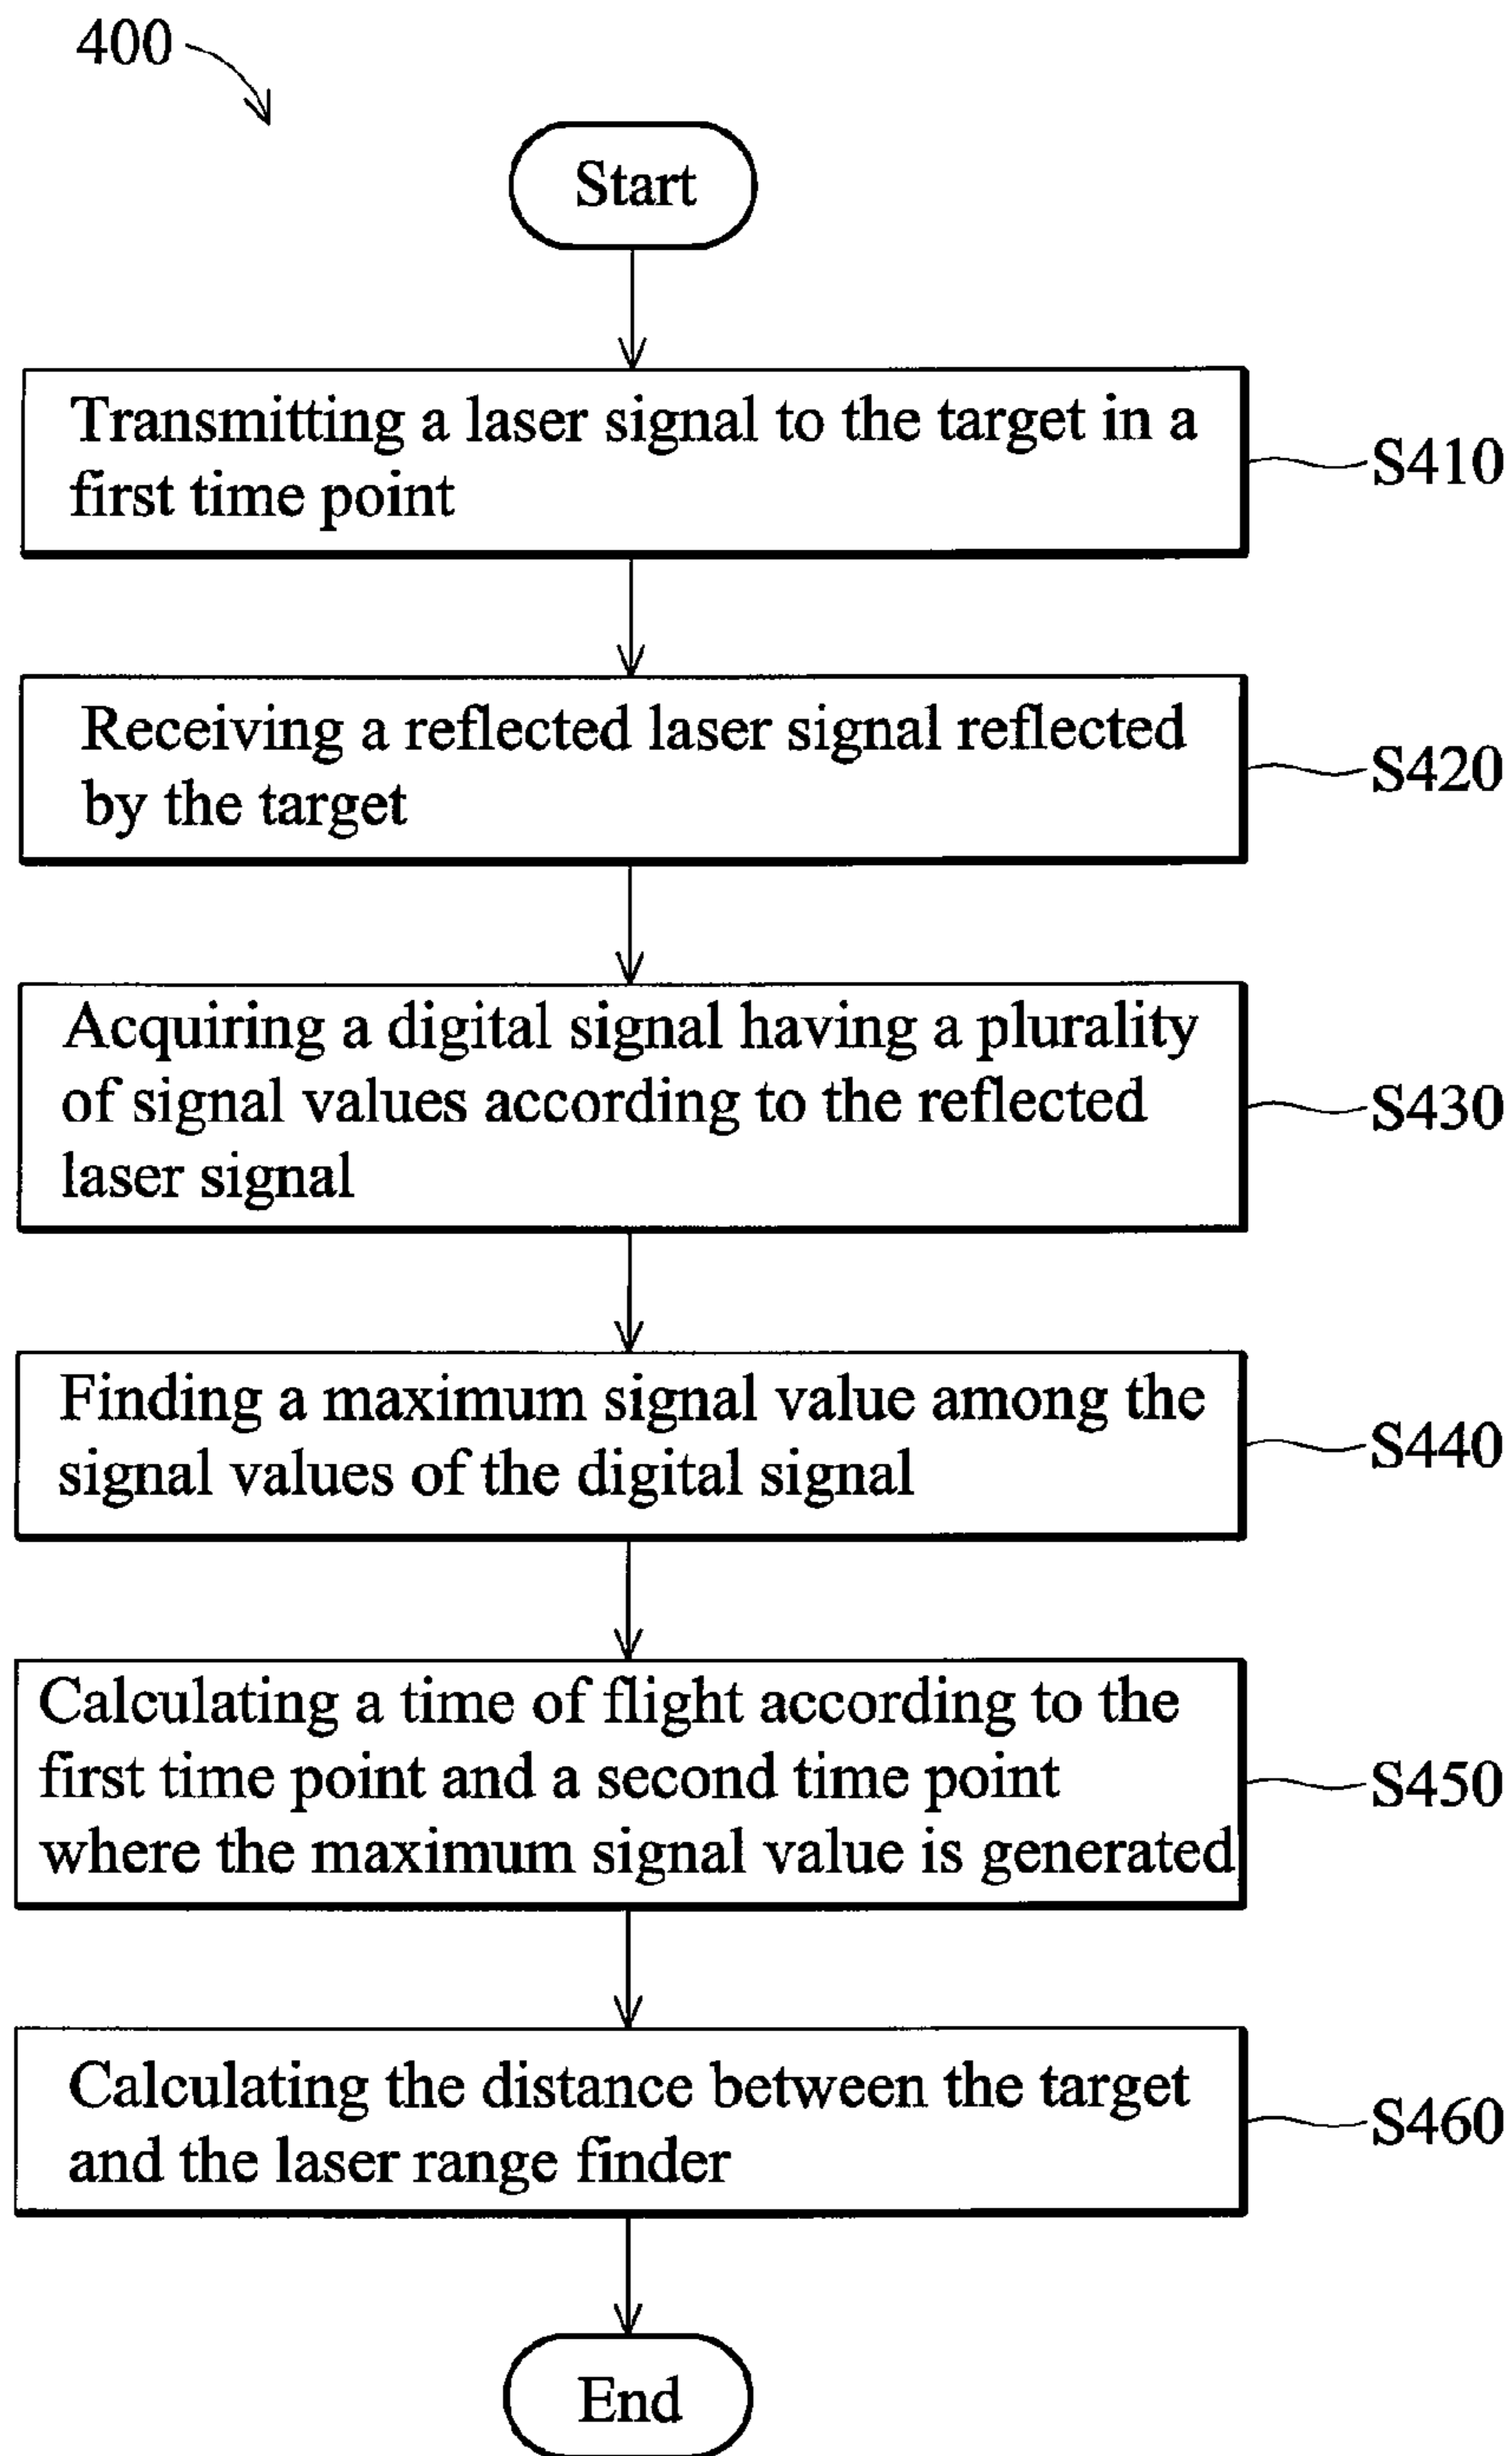 400
Start
Transmitting a laser signal to the target in a
first time point
S410
Receiving a reflected laser signal reflected
by the target
S420
Acquiring a digital signal having a plurality
of signal values according to the reflected
laser signal
S430
Finding a maximum signal value among the
signal values of the digital signal
S440
Calculating a time of flight according to the
first time point and a second time point
where the maximum signal value is generated
S450
Calculating the distance between the target
and the laser range finder
S460
End